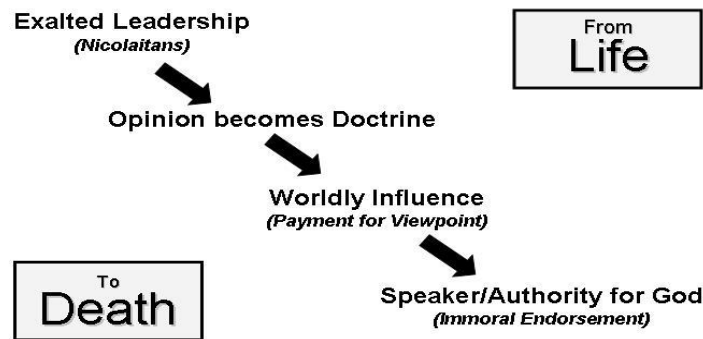 Exalted Leadership
(Nicolaitans)
From
Life
Opinion becomes Doctrine
Worldly Influence
(Payment for Viewpoint)
To
Death
Speaker/Authority for God
(Immoral Endorsement)